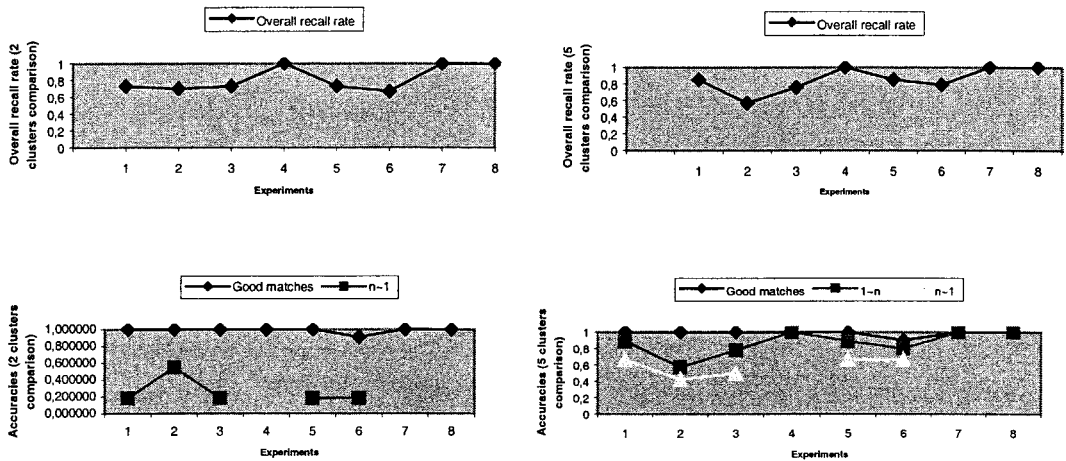 Overall recall rate
Overall recall rate (2
clusters comparison)
1
0,8
0,6
0,4
0,2
0
1 2 3 4 5 6 7 8
Experiments
Overall recall rate
Overall recall rate (5
clusters comparison)
1
0,8
0,6
0,4
0,2
0
1 2 3 4 5 6 7 8
Experiments
Good matches n~1
Accuracies (2 clusters
comparison)
1,000000
0,800000
0,600000
0,400000
0,200000
0,000000
1 2 3 4 5 6 7 8
Experiments
Good matches 1~n n~1
Accuracies (5 clusters
comparison)
1
0,8
0,6
0,4
0,2
0
1 2 3 4 5 6 7 8
Experiments